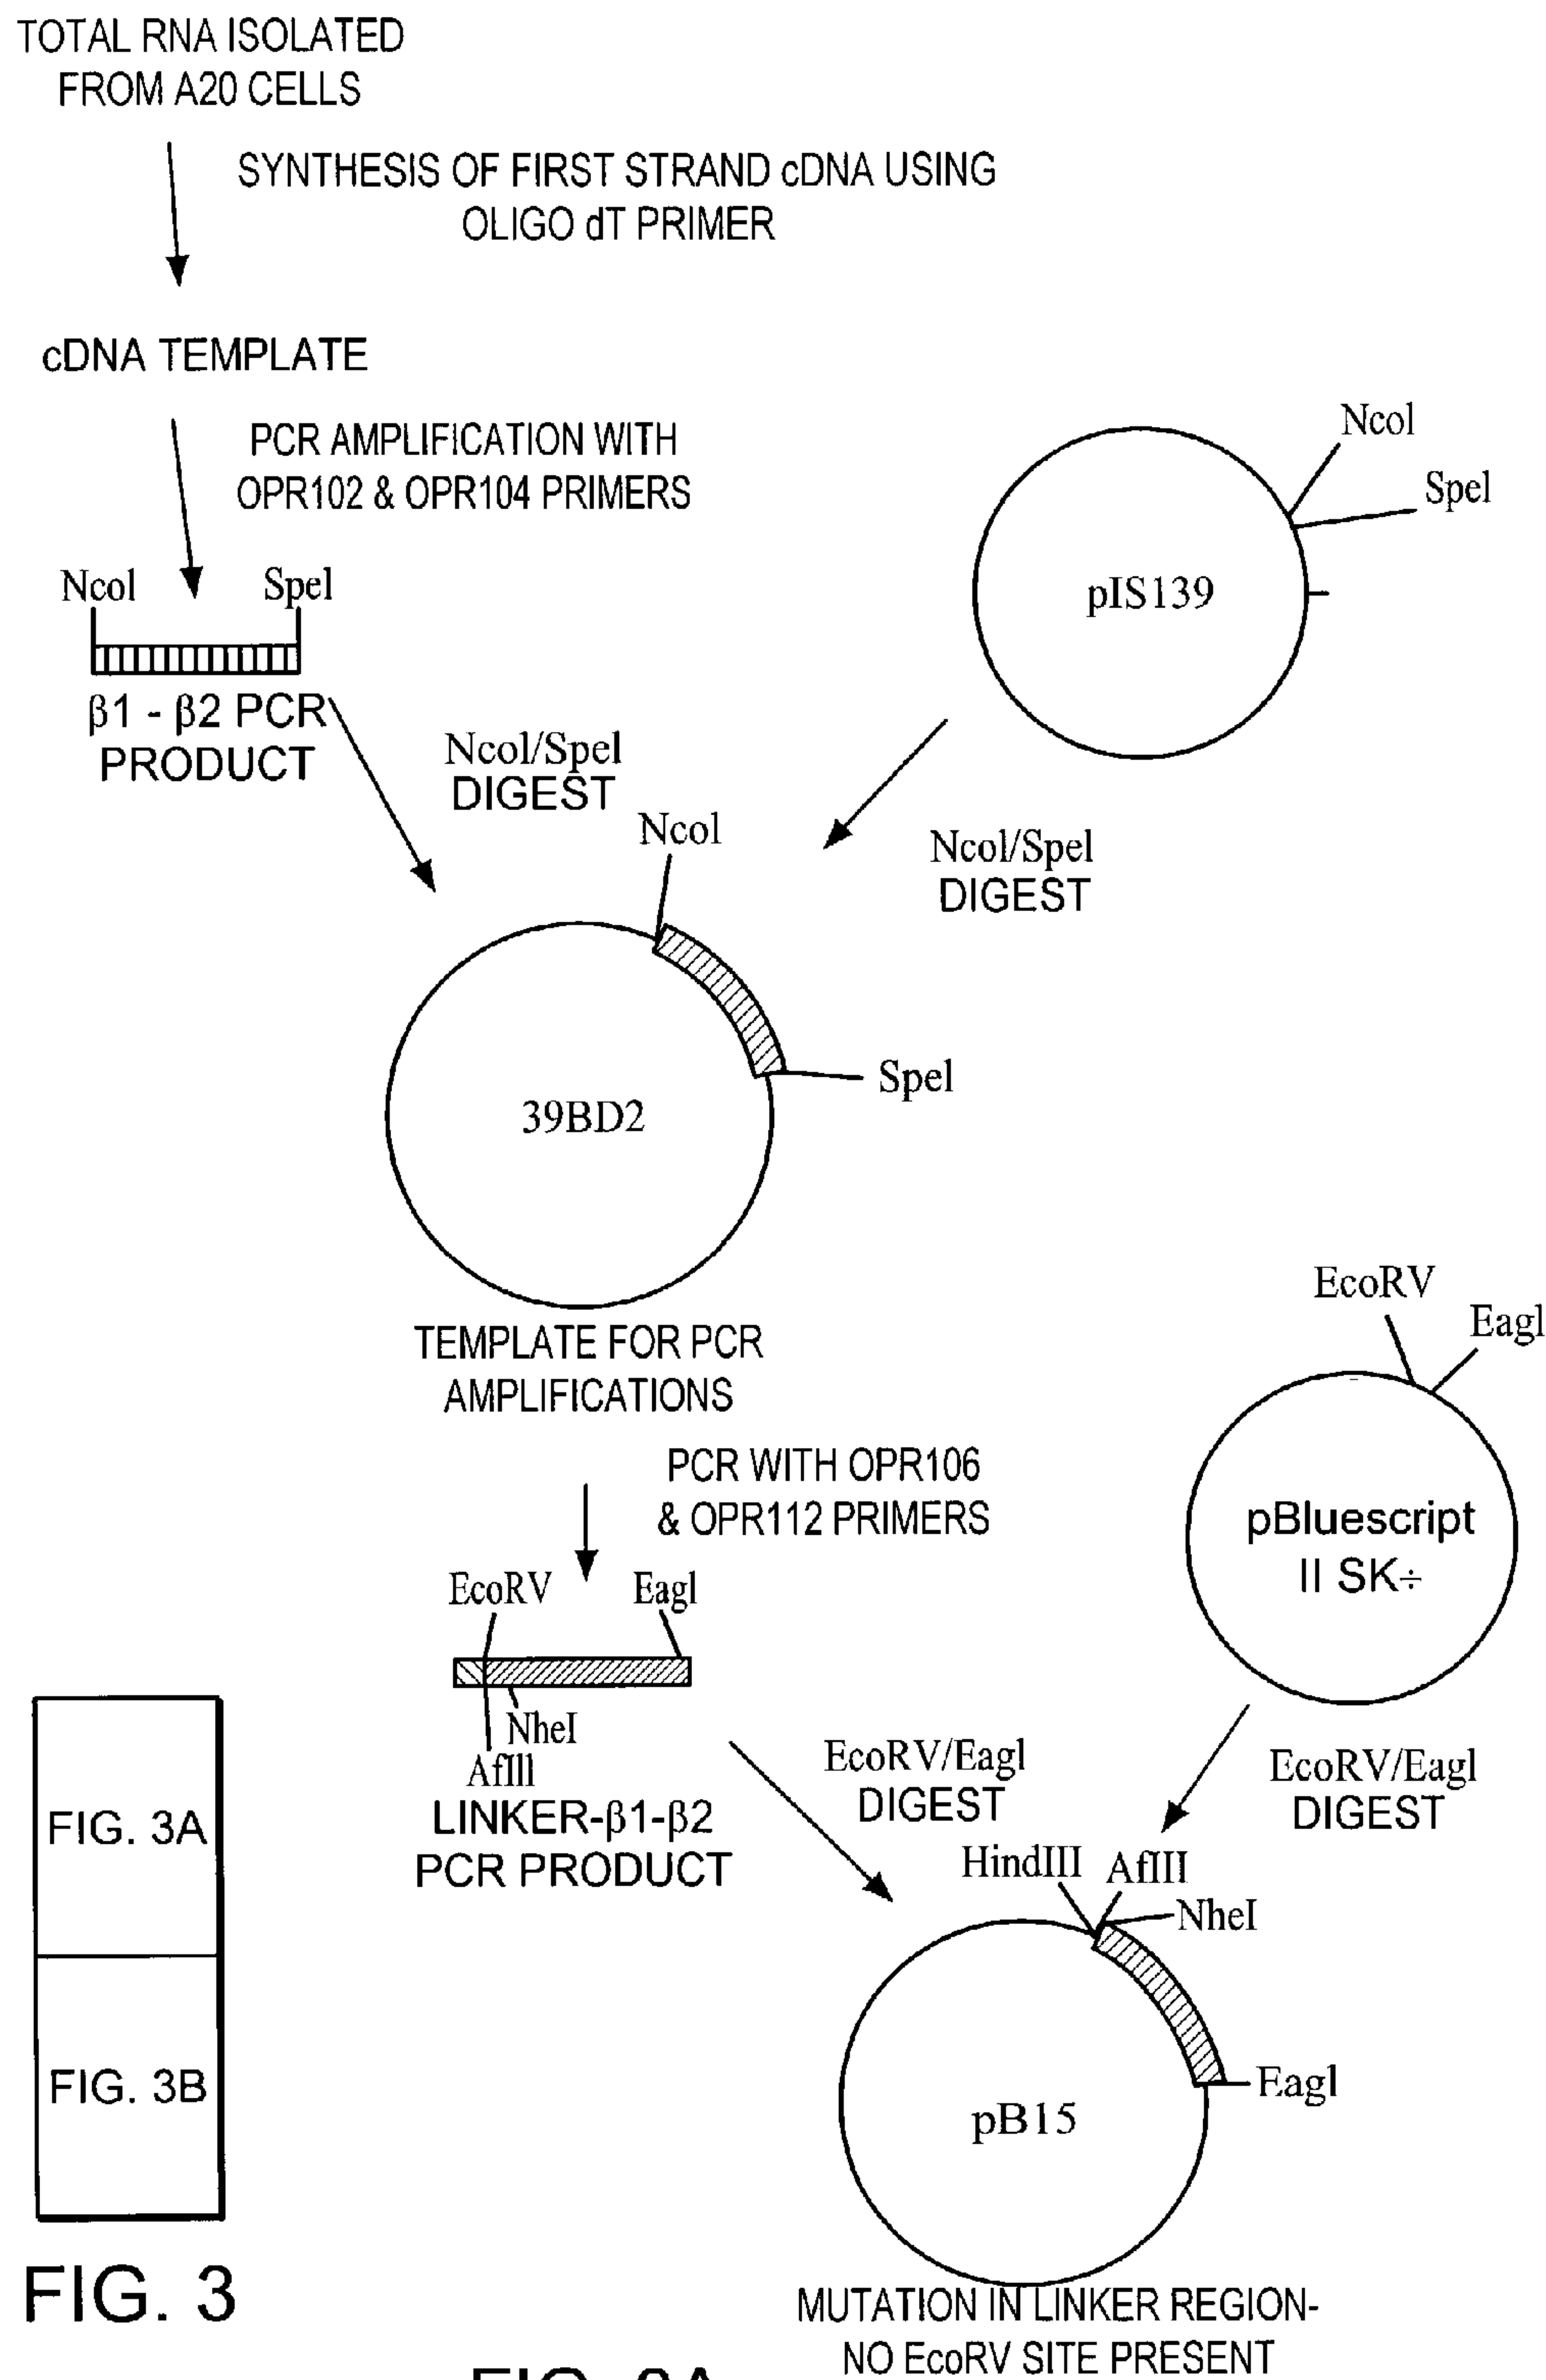 TOTAL RNA ISOLATED
FROM A20 CELLS
SYNTHESIS OF FIRST STRAND cDNA USING
OLIGO dT PRIMER
cDNA TEMPLATE
PCR AMPLIFICATION WITH
OPR102 & OPR104 PRIMERS
NcoI
SpeI
β1 - β2 PCR
PRODUCT
NcoI
SpeI
pIS139
NcoI/SpeI
DIGEST
NcoI/SpeI
DIGEST
NcoI
SpeI
39BD2
TEMPLATE FOR PCR
AMPLIFICATIONS
PCR WITH OPR106
& OPR112 PRIMERS
EcoRV
EagI
NheI
AflII
LINKER-β1-β2
PCR PRODUCT
EcoRV
EagI
pBluescript
II SK÷
EcoRV/EagI
DIGEST
EcoRV/EagI
DIGEST
HindIII
AflII
NheI
EagI
pB15
MUTATION IN LINKER REGION-
NO EcoRV SITE PRESENT
FIG. 3A
FIG. 3B
FIG. 3